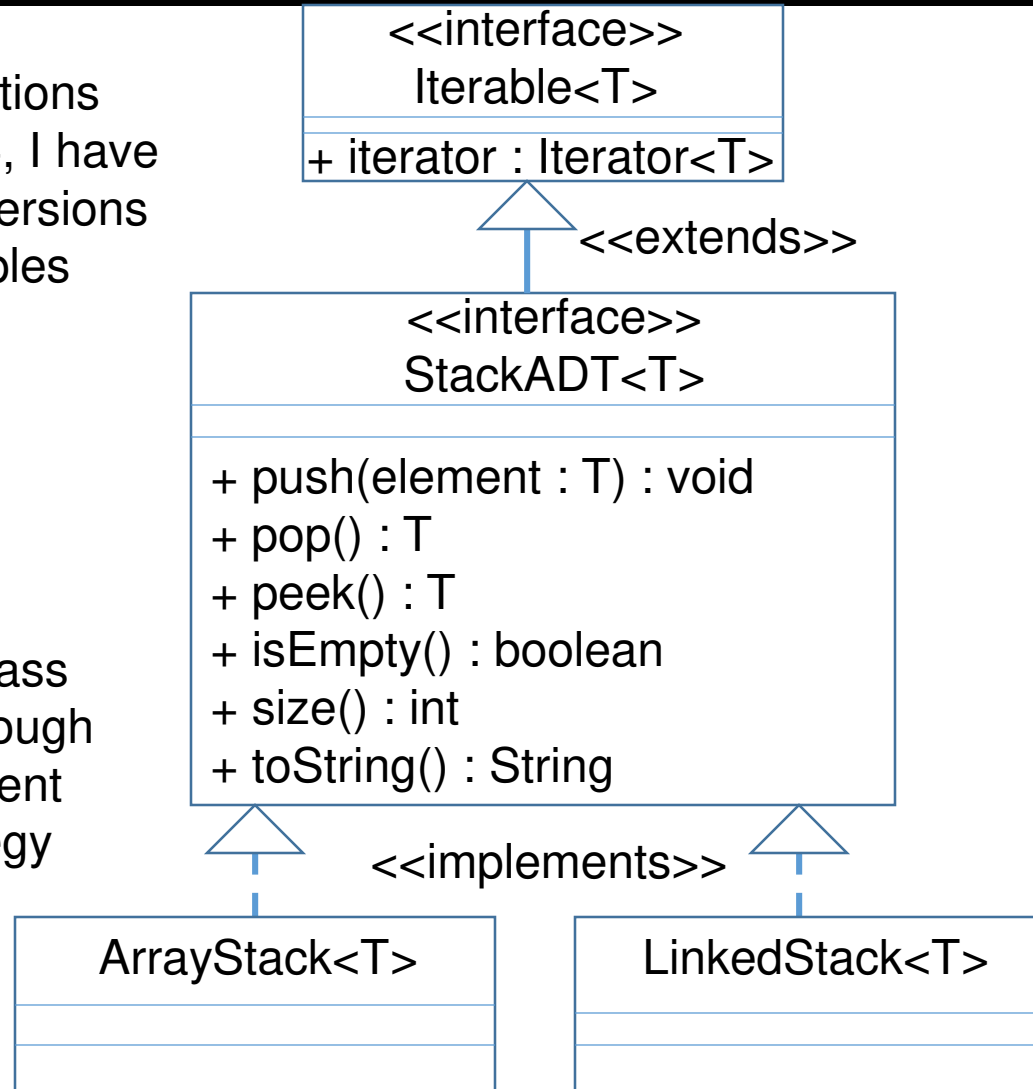 <<interface>>
Iterable<T>
+ iterator : Iterator<T>
tions
, I have
ersions
ples
<<extends>>
<<interface>>
StackADT<T>
+ push(element : T) : void
+ pop() : T
+ peek() : T
+ isEmpty() : boolean
+ size() : int
+ toString() : String
ass
ough
ent
gy
<<implements>>
ArrayStack<T>
LinkedStack<T>